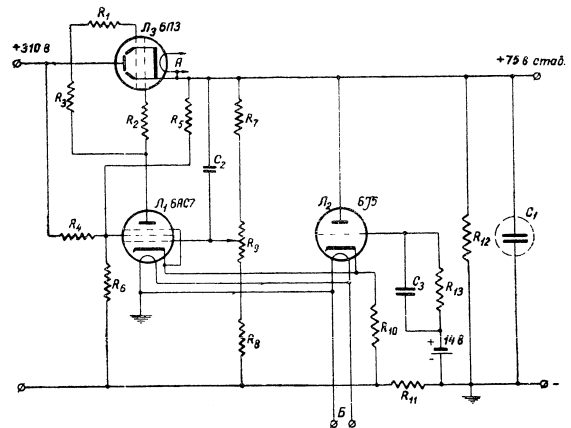 R1
Л3 6П3
+310 в
А
+75 в стад.
R3
R2
R5
R7
C2
Л1 6АС7
Л2 6J5
R4
R9
R12
C1
R6
C3
R13
R8
R10
+ 14 в
-
R11
-
Б